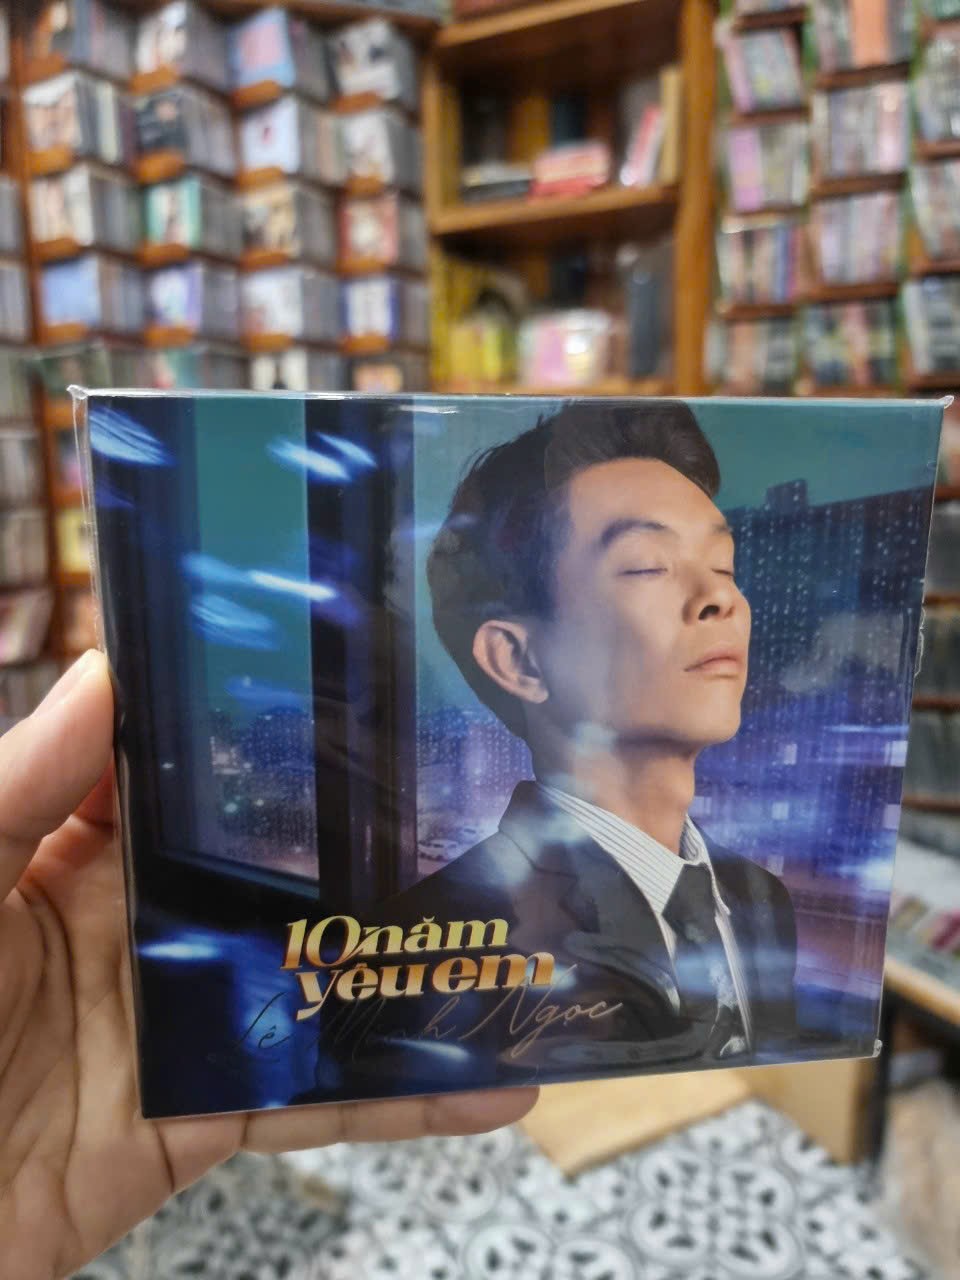 10 năm
yêu em
Lê Minh Ngọc